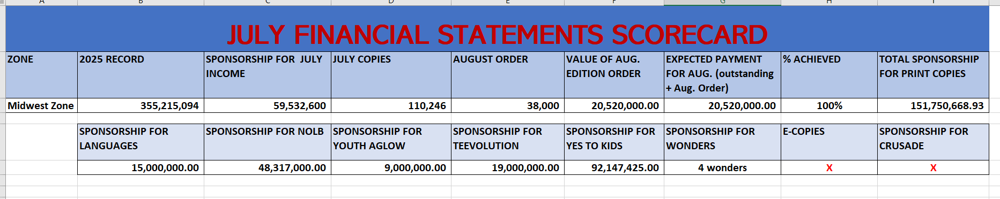 A B C D E F G H I
JULY FINANCIAL STATEMENTS SCORECARD
ZONE 2025 RECORD SPONSORSHIP FOR JULY INCOME JULY COPIES AUGUST ORDER VALUE OF AUG. EDITION ORDER EXPECTED PAYMENT FOR AUG. (outstanding + Aug. Order) % ACHIEVED TOTAL SPONSORSHIP FOR PRINT COPIES
Midwest Zone 355,215,094 59,532,600 110,246 38,000 20,520,000.00 20,520,000.00 100% 151,750,668.93
SPONSORSHIP FOR LANGUAGES SPONSORSHIP FOR NOLB SPONSORSHIP FOR YOUTH AGLOW SPONSORSHIP FOR TEEVOLUTION SPONSORSHIP FOR YES TO KIDS SPONSORSHIP FOR WONDERS E-COPIES SPONSORSHIP FOR CRUSADE
15,000,000.00 48,317,000.00 9,000,000.00 19,000,000.00 92,147,425.00 4 wonders X X